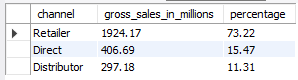 channel gross_sales_in_millions percentage
Retailer 1924.17 73.22
Direct 406.69 15.47
Distributor 297.18 11.31